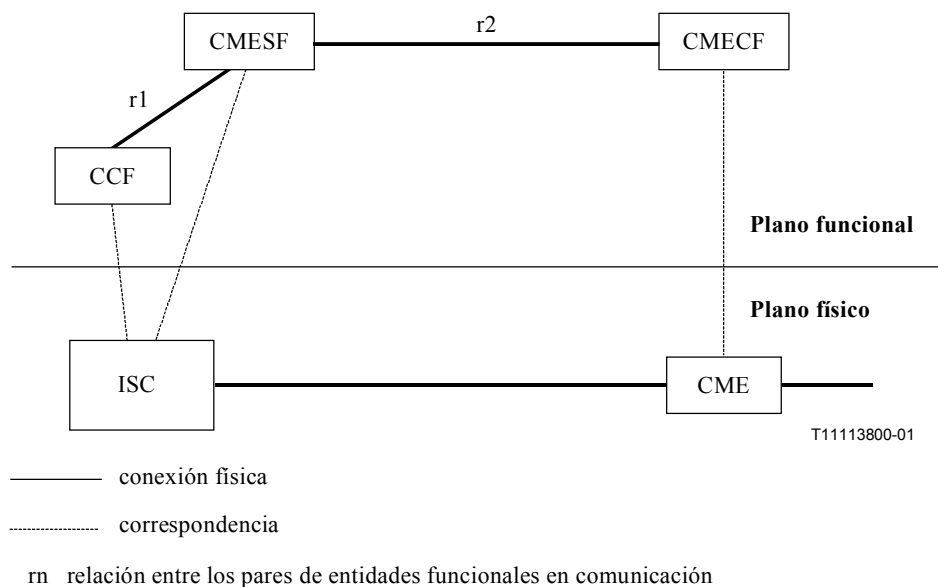 CMESF
r2
CMECF
r1
CCF
Plano funcional
Plano físico
ISC
CME
T11113800-01
conexión física
correspondencia
rn relación entre los pares de entidades funcionales en comunicación